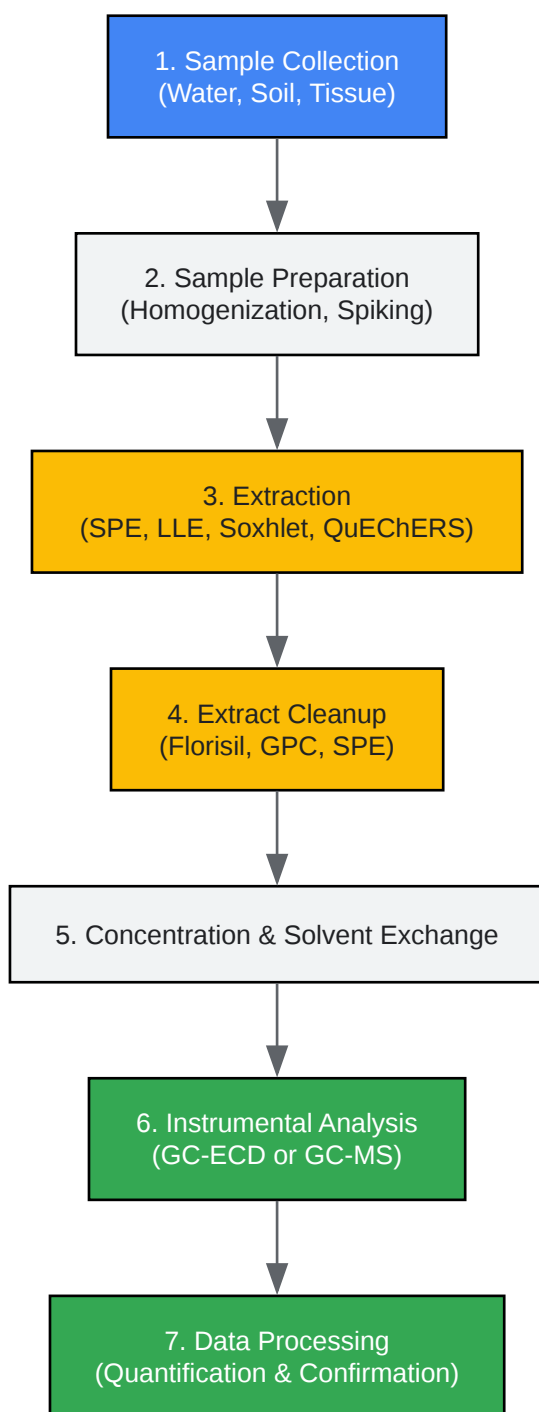 1. Sample Collection
(Water, Soil, Tissue)
2. Sample Preparation
(Homogenization, Spiking)
3. Extraction
(SPE, LLE, Soxhlet, QuEChERS)
4. Extract Cleanup
(Florisil, GPC, SPE)
5. Concentration & Solvent Exchange
6. Instrumental Analysis
(GC-ECD or GC-MS)
7. Data Processing
(Quantification & Confirmation)